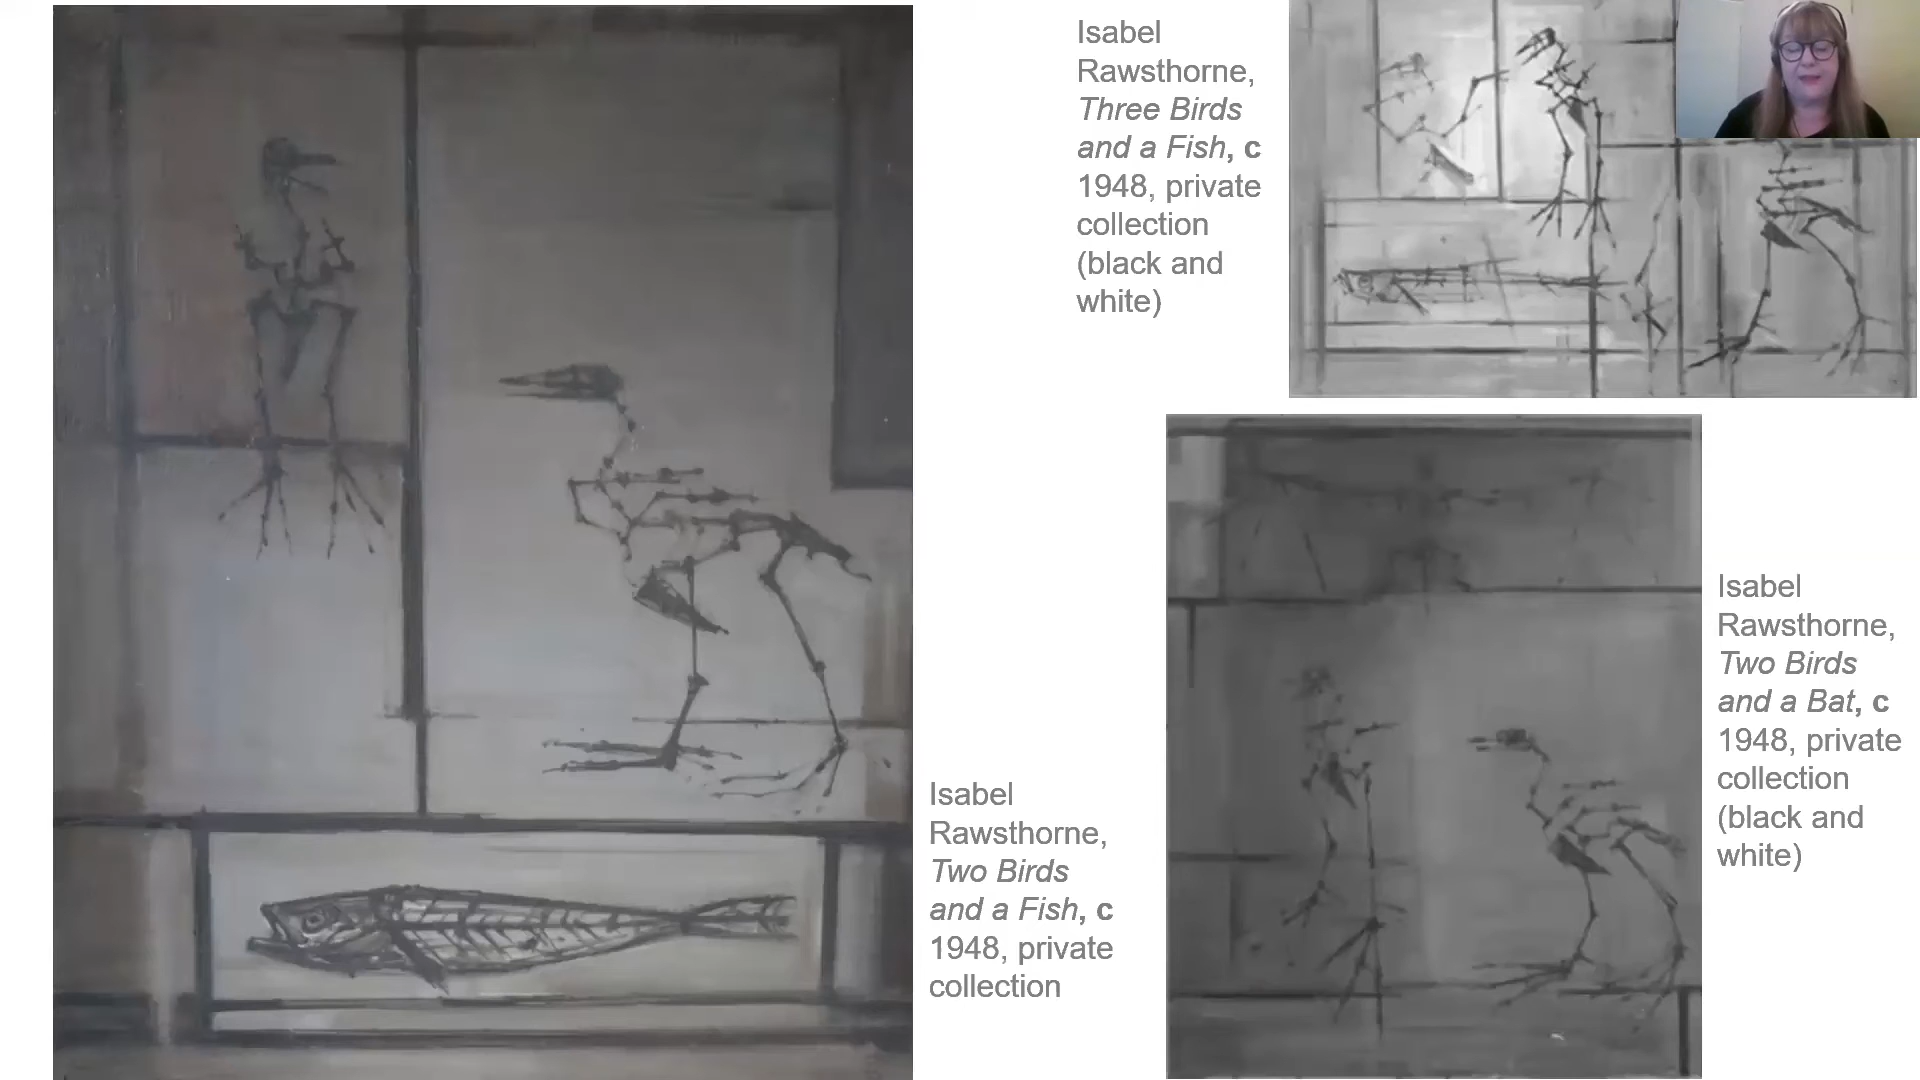 Isabel
Rawsthorne,
Three Birds
and a Fish, c
1948, private
collection
(black and
white)
Isabel
Rawsthorne,
Two Birds
and a Bat, c
1948, private
collection
(black and
white)
Isabel
Rawsthorne,
Two Birds
and a Fish, c
1948, private
collection